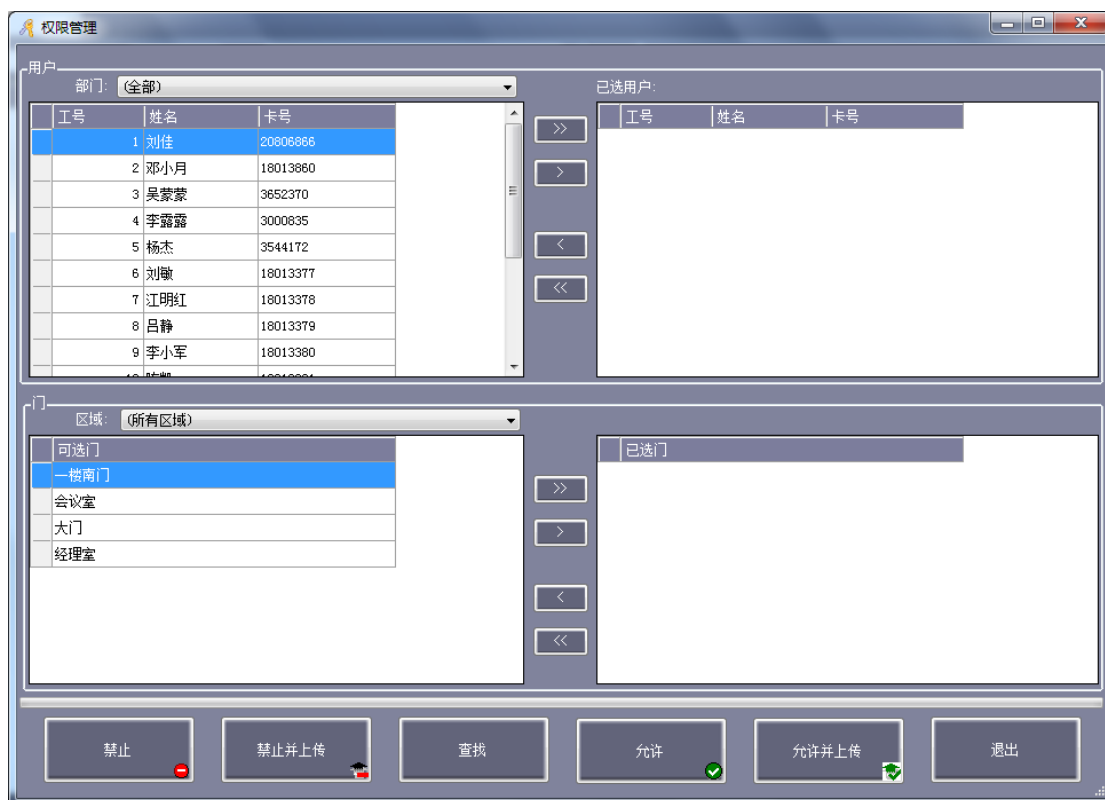 权限管理
用户
部门: (全部) 已选用户:
工号 姓名 卡号 >> 工号 姓名 卡号
1 刘佳 20806866
2 邓小月 18013860 >
3 吴蒙蒙 3652370
4 李露露 3000835
5 杨杰 3544172 <
6 刘敏 18013377
7 江明红 18013378 <<
8 吕静 18013379
9 李小军 18013380
门
区域: (所有区域)
可选门 已选门
一楼南门 >>
会议室
大门 >
经理室
<
<<
禁止 禁止并上传 查找 允许 允许并上传 退出